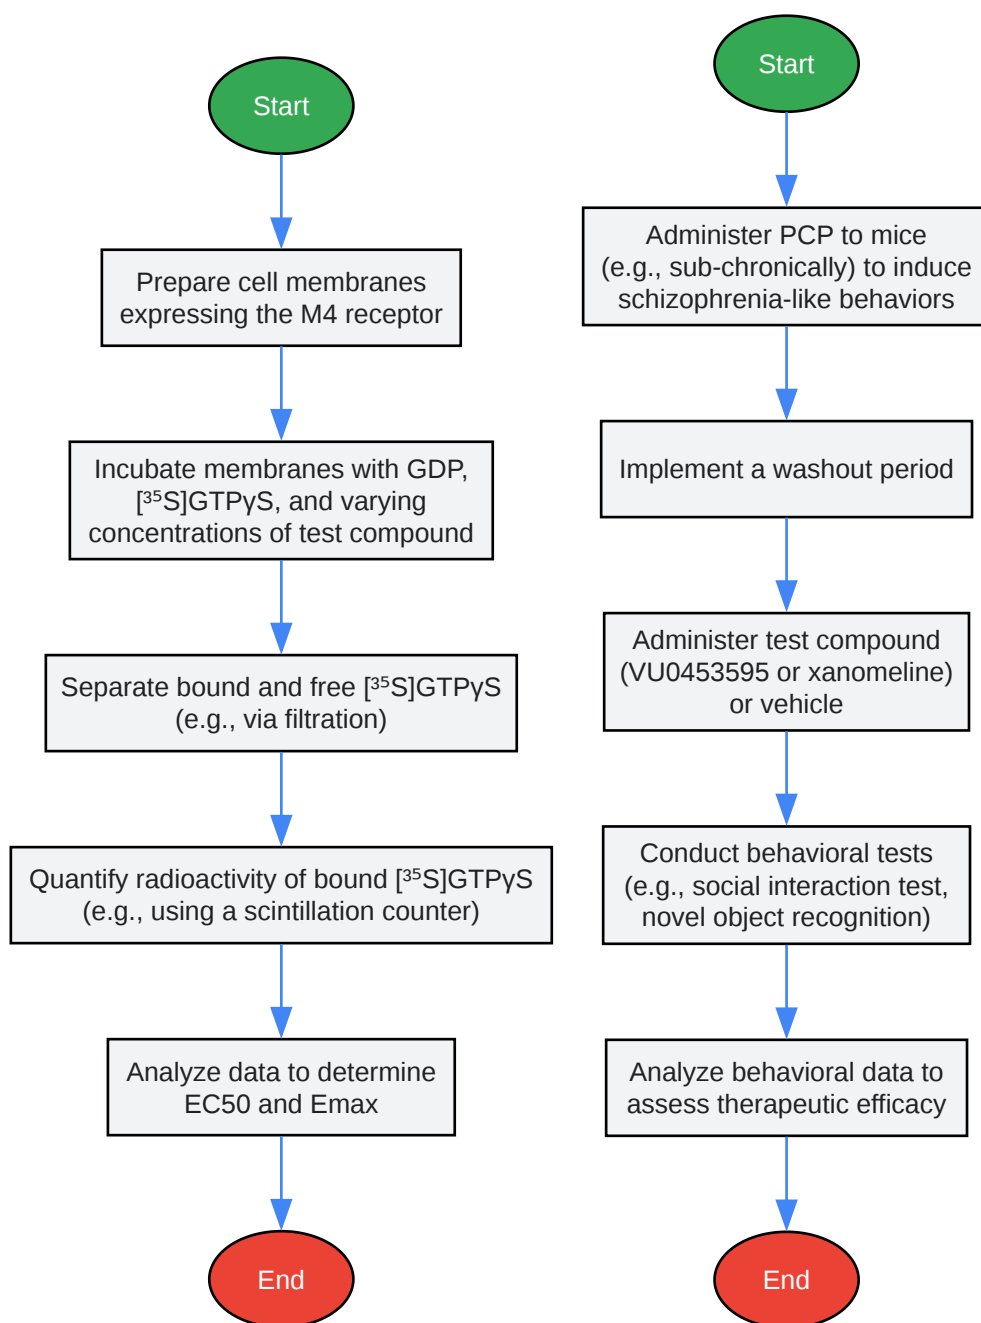 Start
Prepare cell membranes
expressing the M4 receptor
Incubate membranes with GDP,
[³⁵S]GTPγS, and varying
concentrations of test compound
Separate bound and free [³⁵S]GTPγS
(e.g., via filtration)
Quantify radioactivity of bound [³⁵S]GTPγS
(e.g., using a scintillation counter)
Analyze data to determine
EC50 and Emax
End
Start
Administer PCP to mice
(e.g., sub-chronically) to induce
schizophrenia-like behaviors
Implement a washout period
Administer test compound
(VU0453595 or xanomeline)
or vehicle
Conduct behavioral tests
(e.g., social interaction test,
novel object recognition)
Analyze behavioral data to
assess therapeutic efficacy
End